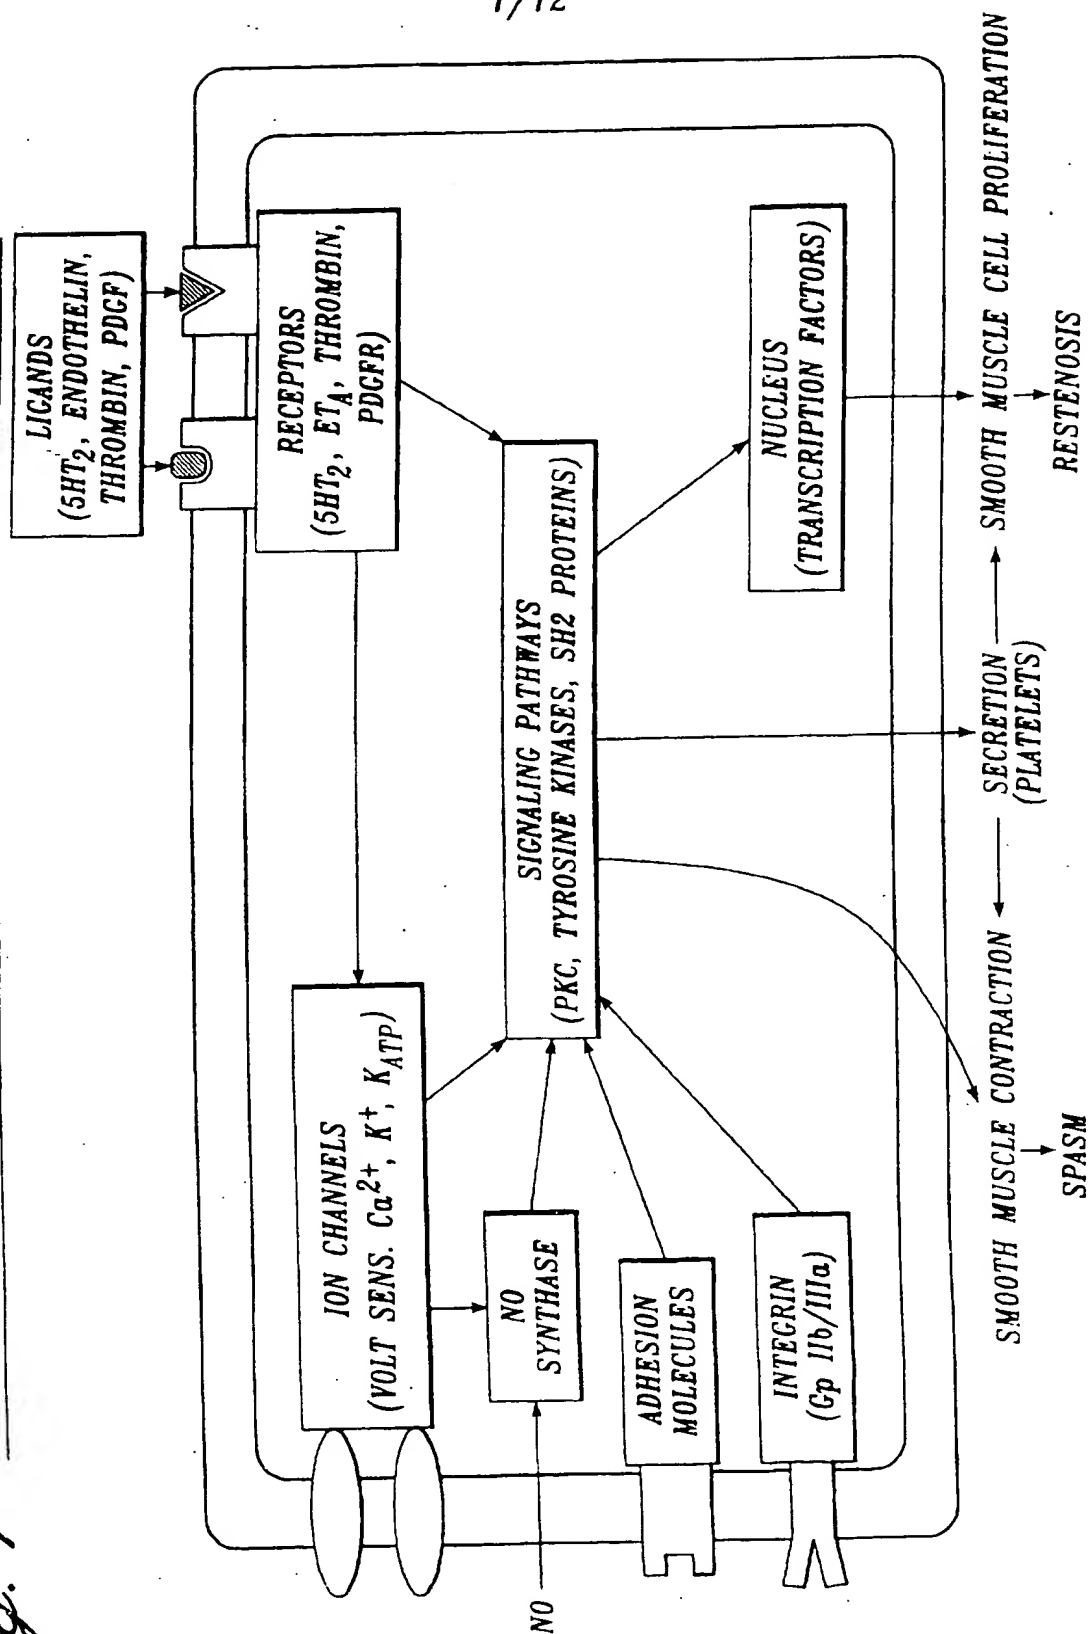 LIGANDS
(5HT2, ENDOTHELIN,
THROMBIN, PDGF)
RECEPTORS
(5HT2, ETA, THROMBIN,
PDGFR)
ION CHANNELS
(VOLT SENS. Ca2+, K+, KATP)
NO
SYNTHASE
NO
ADHESION
MOLECULES
INTEGRIN
(Gp IIb/IIIa)
SIGNALING PATHWAYS
(PKC, TYROSINE KINASES, SH2 PROTEINS)
NUCLEUS
(TRANSCRIPTION FACTORS)
SMOOTH MUSCLE CONTRACTION
SPASM
SECRETION
(PLATELETS)
SMOOTH MUSCLE CELL PROLIFERATION
RESTENOSIS